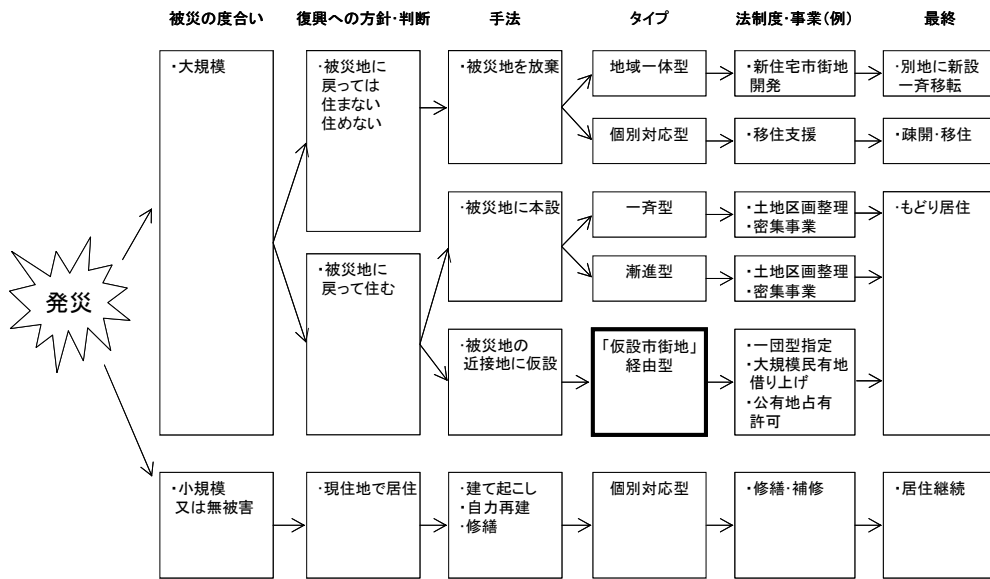 被災の度合い
復興への方針・判断
手法
タイプ
法制度・事業(例)
最終
発災
・大規模
・被災地に
戻っては
住まない
住めない
・被災地を放棄
地域一体型
・新住宅市街地
開発
・別地に新設
一斉移転
個別対応型
・移住支援
・疎開・移住
・被災地に
戻って住む
・被災地に本設
一斉型
・土地区画整理
・密集事業
・もどり居住
漸進型
・土地区画整理
・密集事業
・被災地の
近接地に仮設
「仮設市街地」
経由型
・一団型指定
・大規模民有地
借り上げ
・公有地占有
許可
・小規模
又は無被害
・現住地で居住
・建て起こし
・自力再建
・修繕
個別対応型
・修繕・補修
・居住継続